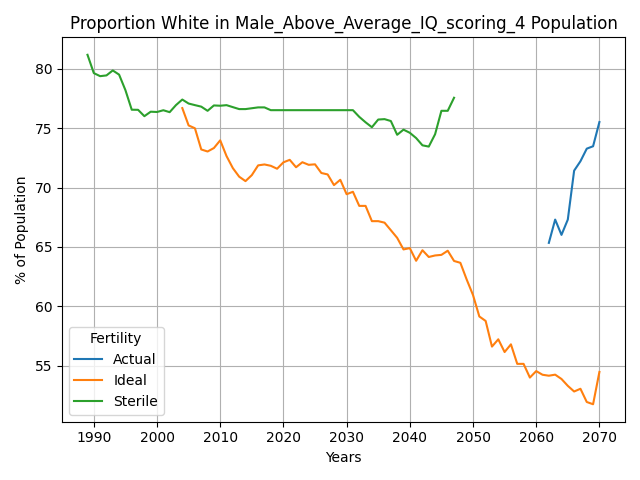 Proportion White in Male_Above_Average_IQ_scoring_4 Population
% of Population
80
75
70
65
60
55
Fertility
Actual
Ideal
Sterile
1990 2000 2010 2020 2030 2040 2050 2060 2070
Years